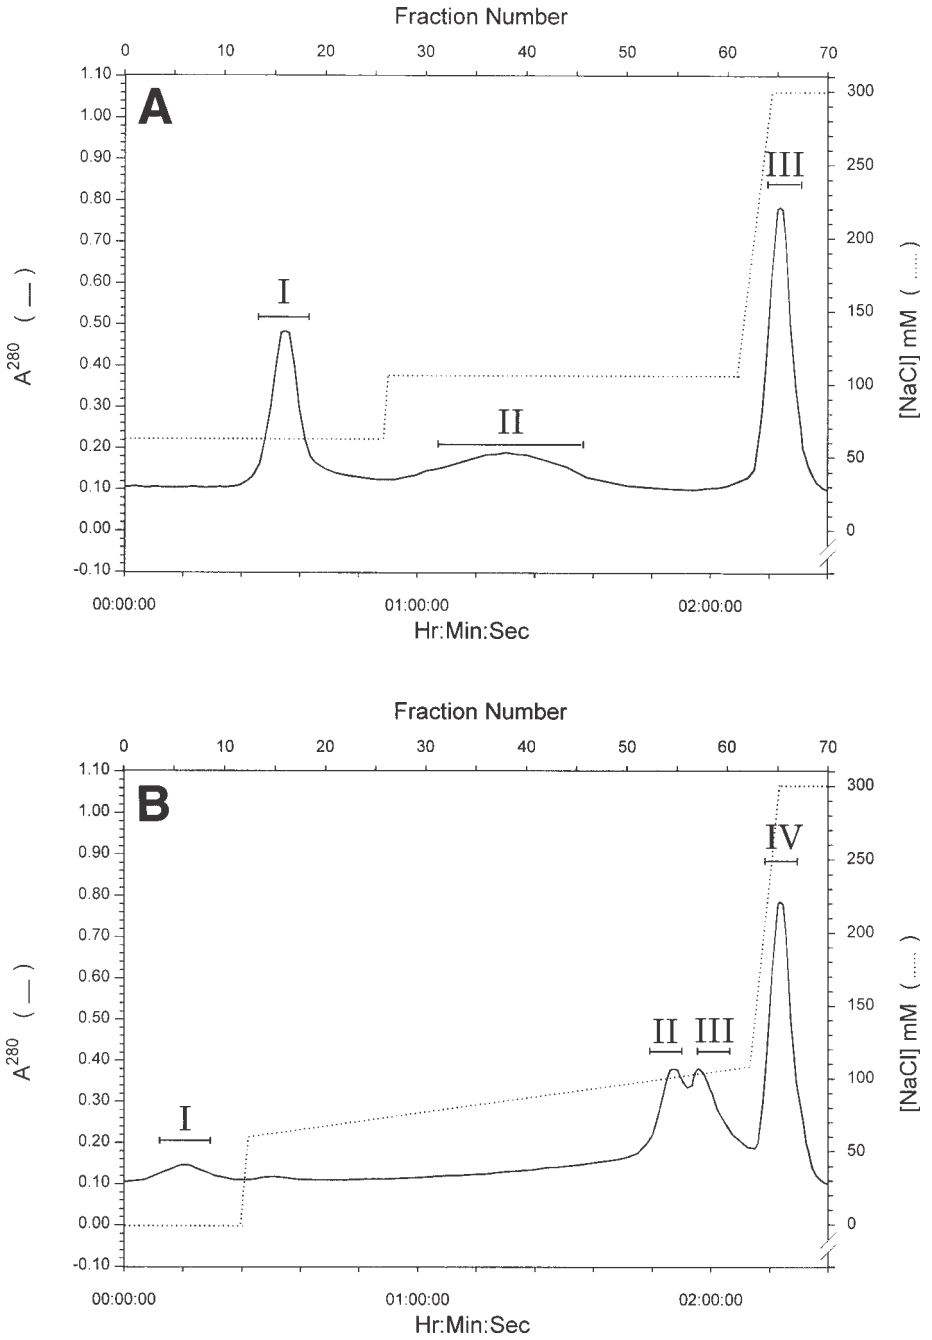 Fraction Number
0 10 20 30 40 50 60 70
A
1.10
1.00
0.90
0.80
0.70
0.60
0.50
0.40
0.30
0.20
0.10
0.00
-0.10
A280 ( — )
I
II
III
300
250
200
150
100
50
0
[NaCl] mM ( ..... )
00:00:00 01:00:00 02:00:00
Hr:Min:Sec
Fraction Number
0 10 20 30 40 50 60 70
B
1.10
1.00
0.90
0.80
0.70
0.60
0.50
0.40
0.30
0.20
0.10
0.00
-0.10
A280 ( — )
I
II III
IV
300
250
200
150
100
50
0
[NaCl] mM ( ..... )
00:00:00 01:00:00 02:00:00
Hr:Min:Sec